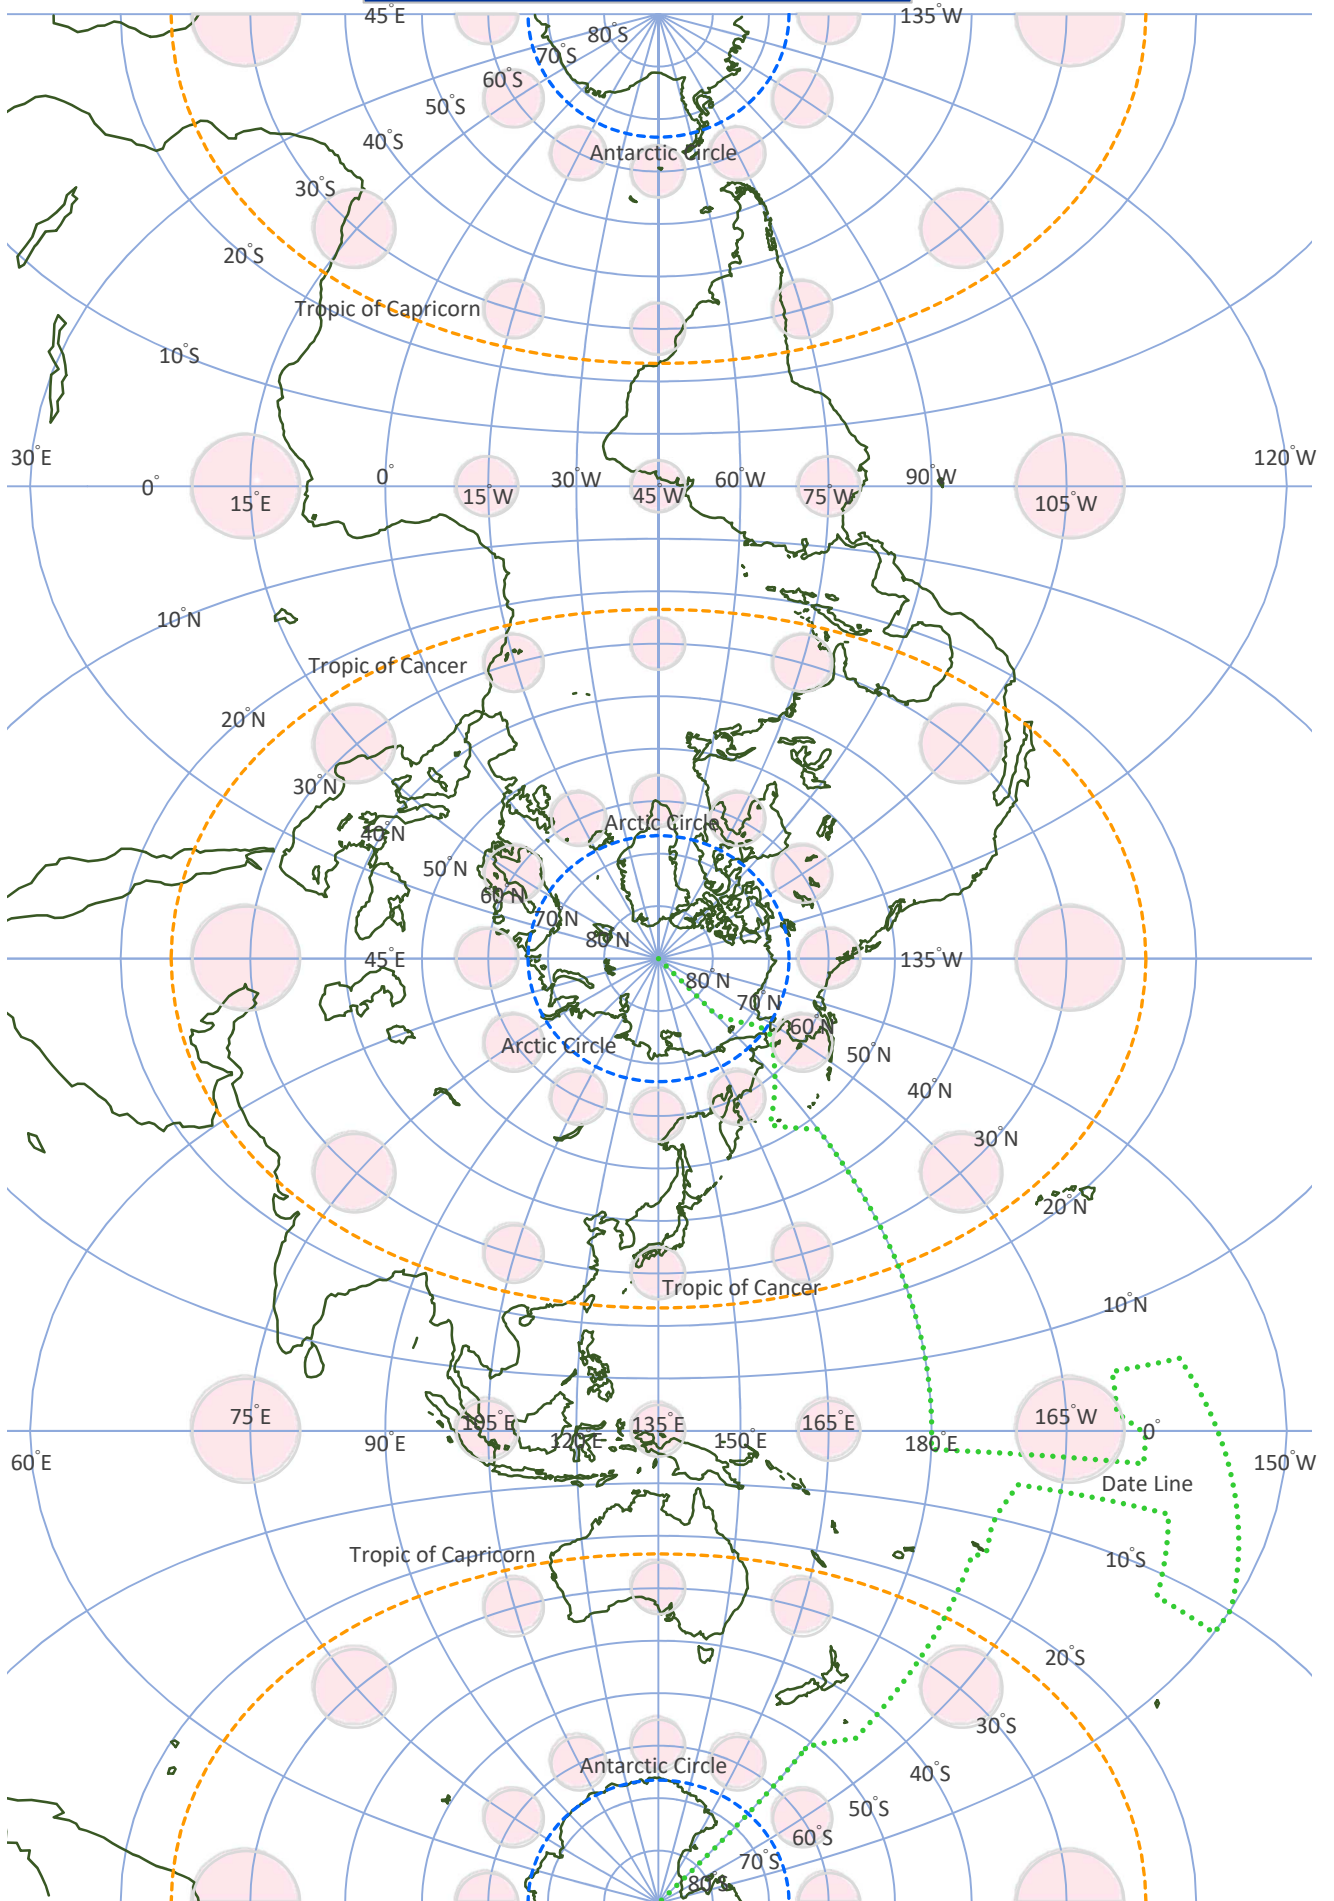 45°E
135°W
80°S
70°S
60°S
50°S
40°S
Antarctic Circle
30°S
20°S
Tropic of Capricorn
10°S
30°E
0°
15°E
0°
15°W
30°W
45°W
60°W
75°W
90°W
105°W
120°W
10°N
Tropic of Cancer
20°N
30°N
40°N
Arctic Circle
50°N
60°N
70°N
80°N
45°E
135°W
80°N
70°N
60°N
Arctic Circle
50°N
40°N
30°N
20°N
Tropic of Cancer
10°N
75°E
105°E
135°E
165°E
165°W
0°
60°E
90°E
120°E
150°E
180°E
150°W
Date Line
Tropic of Capricorn
10°S
20°S
30°S
Antarctic Circle
40°S
50°S
60°S
70°S
80°S